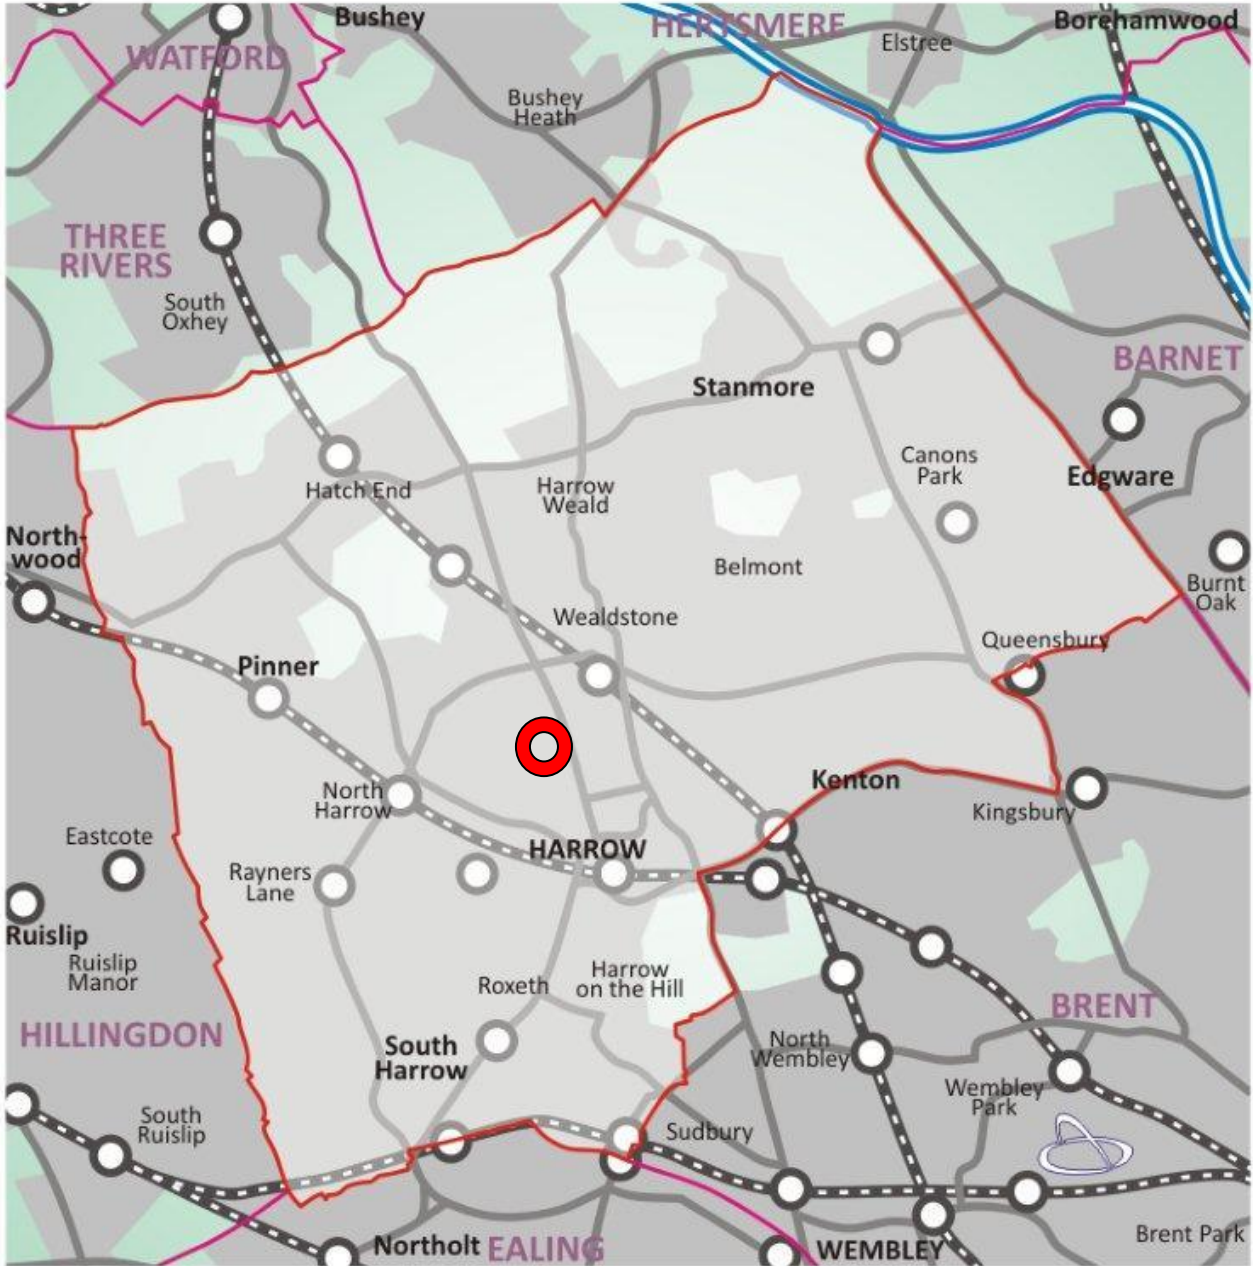 Bushey
HERTSMERE
Borehamwood
Elstree
WATFORD
Bushey
Heath
THREE
RIVERS
South
Oxhey
BARNET
Stanmore
Canons
Park
Edgware
Hatch End
Harrow
Weald
North-
wood
Belmont
Burnt
Oak
Wealdstone
Queensbury
Pinner
Kenton
North
Harrow
Kingsbury
Eastcote
HARROW
Rayners
Lane
Ruislip
Ruislip
Manor
Harrow
on the Hill
Roxeth
BRENT
HILLINGDON
South
Harrow
North
Wembley
Wembley
Park
South
Ruislip
Sudbury
Brent Park
Northolt
EALING
WEMBLEY